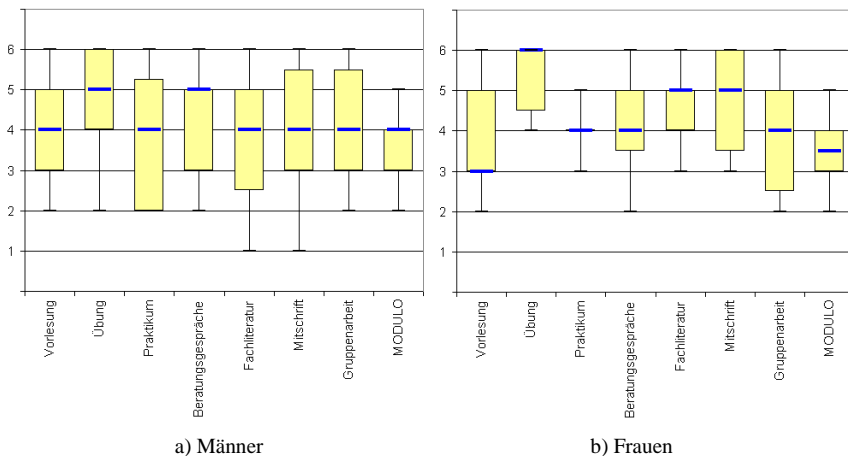 6
5
4
3
2
1
Vorlesung
Übung
Praktikum
Beratungsgespräche
Fachliteratur
Mitschrift
Gruppenarbeit
MODULO
a) Männer
6
5
4
3
2
1
Vorlesung
Übung
Praktikum
Beratungsgespräche
Fachliteratur
Mitschrift
Gruppenarbeit
MODULO
b) Frauen